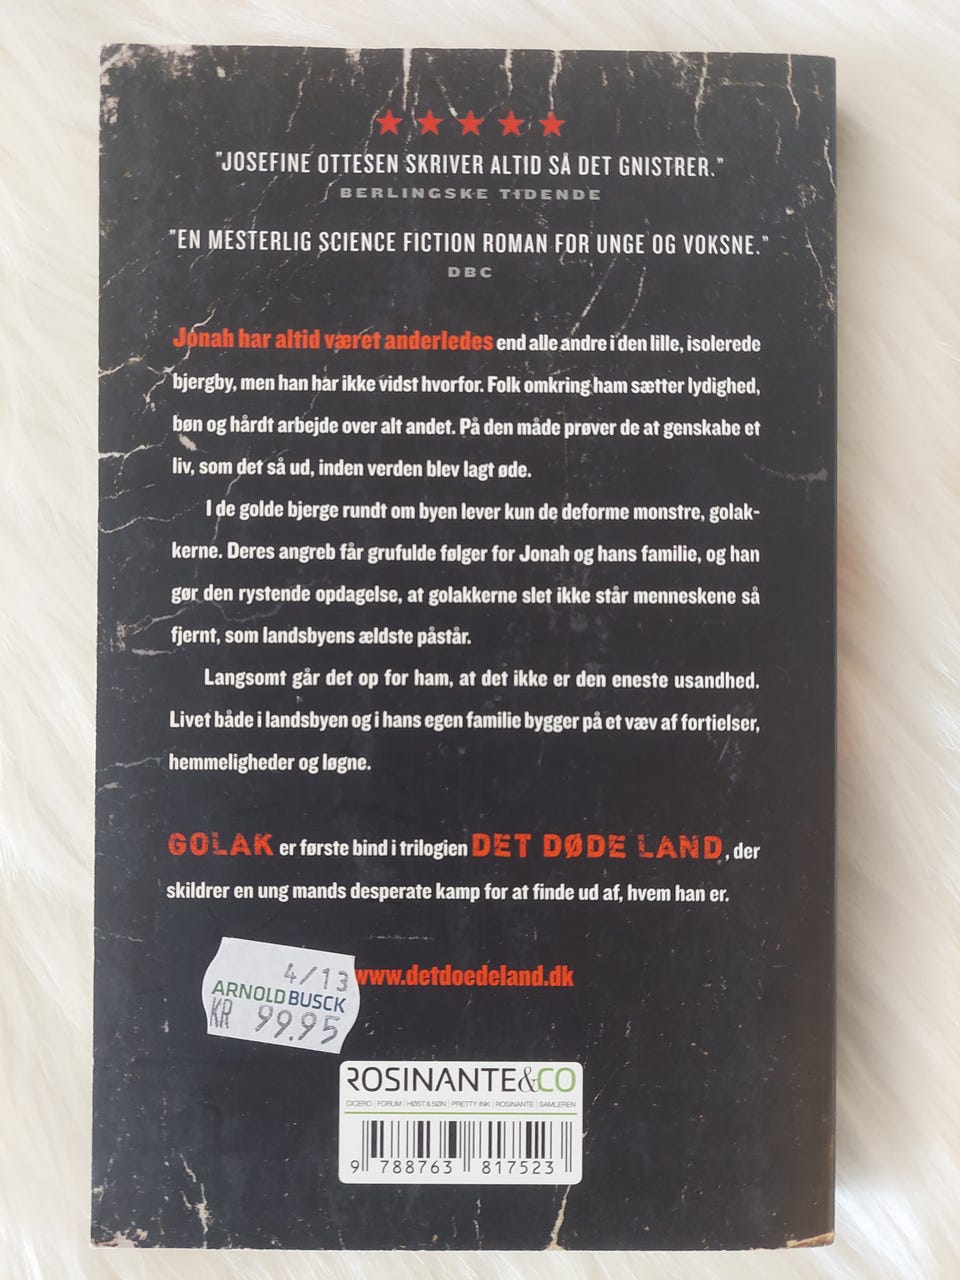 "JOSEFINE OTTESEN SKRIVER ALTID SÅ DET GNISTRER."
BERLINGSKE TIDENDE
"EN MESTERLIG SCIENCE FICTION ROMAN FOR UNGE OG VOKSNE."
DBC
Jonah har altid været anderledes end alle andre i den lille, isolerede
bjergby, men han har ikke vidst hvorfor. Folk omkring ham sætter lydighed,
bøn og hårdt arbejde over alt andet. På den måde prøver de at genskabe et
liv, som det så ud, inden verden blev lagt øde.
I de golde bjerge rundt om byen lever kun de deforme monstre, golak-
kerne. Deres angreb får grufulde følger for Jonah og hans familie, og han
gør den rystende opdagelse, at golakkerne slet ikke står menneskene så
fjernt, som landsbyens ældste påstår.
Langsomt går det op for ham, at det ikke er den eneste usandhed.
Livet både i landsbyen og i hans egen familie bygger på et væv af fortielser,
hemmeligheder og løgne.
GOLAK er første bind i trilogien DET DØDE LAND, der
skildrer en ung mands desperate kamp for at finde ud af, hvem han er.
www.detdoedeland.dk
4/13
ARNOLD BUSCK
KR 99.95
ROSINANTE&CO
CICERO | FORUM | HØST & SØN | PRETTY INK | ROSINANTE | SAMLEREN
9 788763 817523